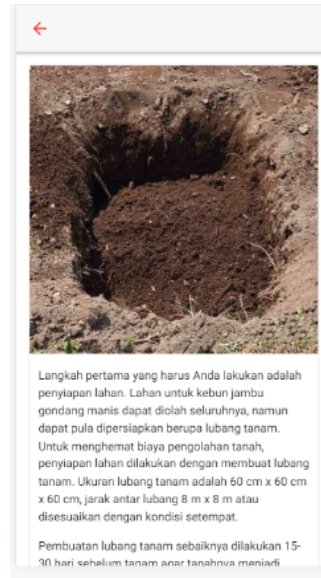 Langkah pertama yang harus Anda lakukan adalah
penyiapan lahan. Lahan untuk kebun jambu
gondang manis dapat diolah seluruhnya, namun
dapat pula dipersiapkan berupa lubang tanam.
Untuk menghemat biaya pengolahan tanah,
penyiapan lahan dilakukan dengan membuat lubang
tanam. Ukuran lubang tanam adalah 60 cm x 60 cm
x 60 cm, jarak antar lubang 8 m x 8 m atau
disesuaikan dengan kondisi setempat.
Pembuatan lubang tanam sebaiknya dilakukan 15-
30 hari sebelum tanam agar tanahnya menjadi